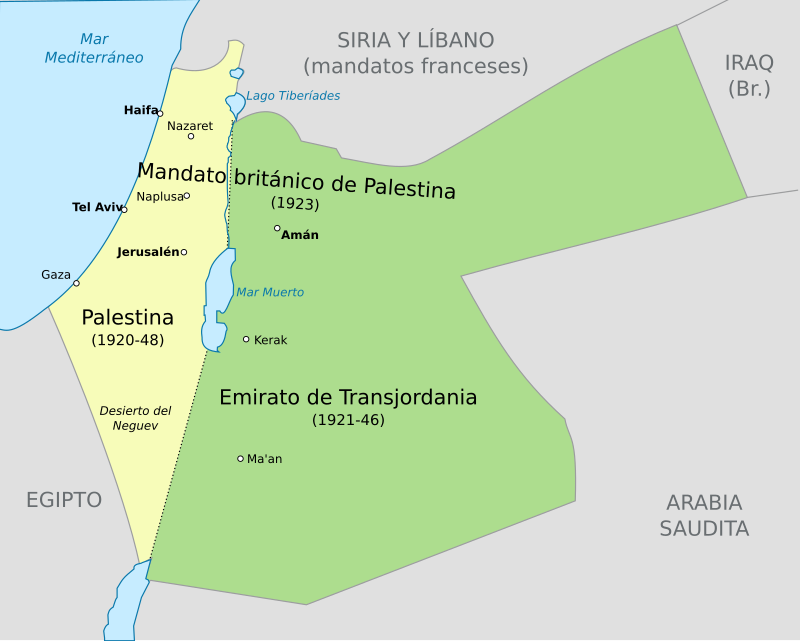 Mar
Mediterráneo
SIRIA Y LÍBANO
(mandatos franceses)
IRAQ
(Br.)
Lago Tiberíades
Haifa
Nazaret
Mandato británico de Palestina
(1923)
Naplusa
Tel Aviv
Amán
Jerusalén
Gaza
Mar Muerto
Palestina
(1920-48)
Kerak
Emirato de Transjordania
(1921-46)
Desierto del
Neguev
Ma'an
EGIPTO
ARABIA
SAUDITA